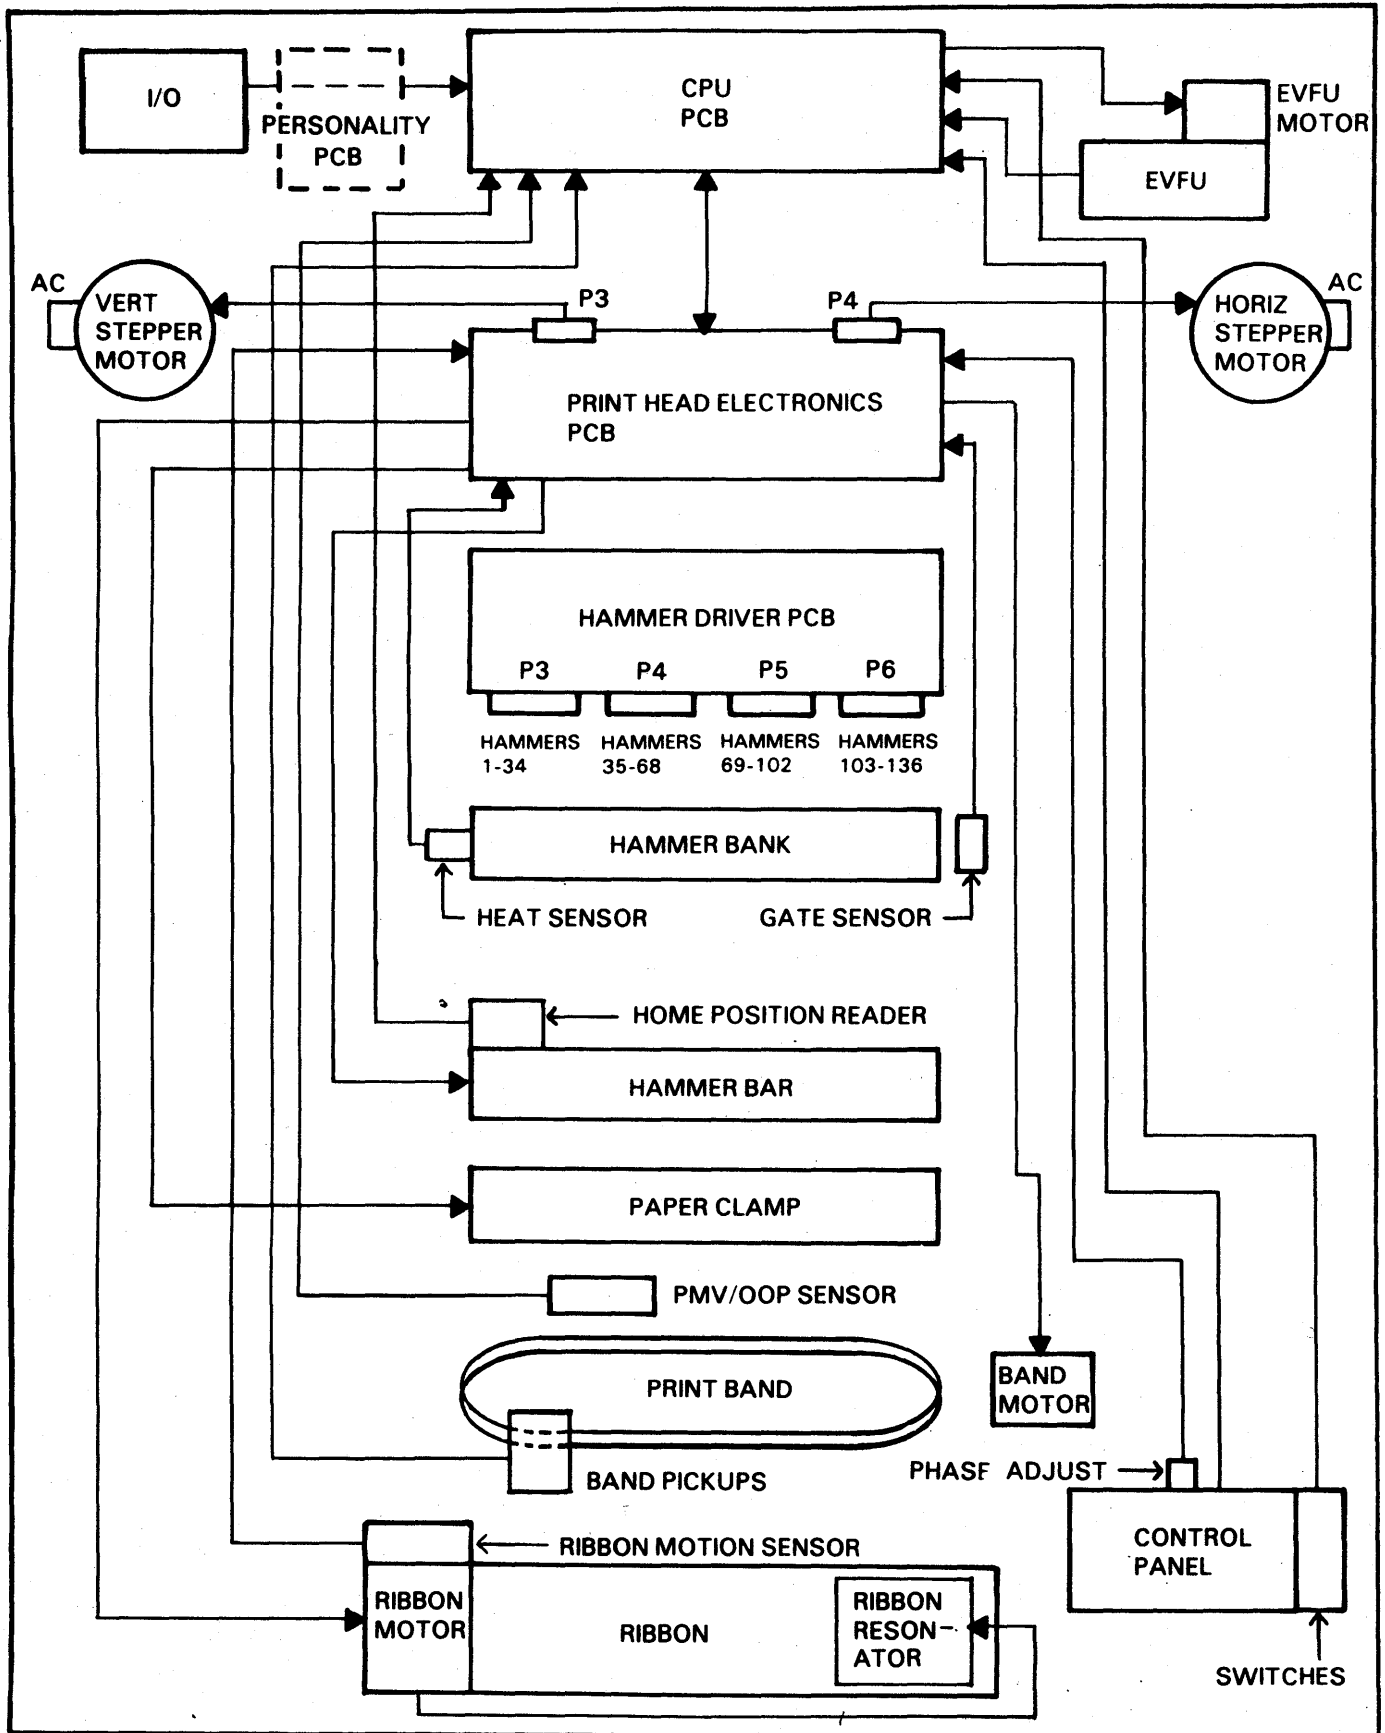 I/O
PERSONALITY
PCB
CPU
PCB
EVFU
MOTOR
EVFU
AC
VERT
STEPPER
MOTOR
P3
P4
HORIZ
STEPPER
MOTOR
AC
PRINT HEAD ELECTRONICS
PCB
HAMMER DRIVER PCB
P3
P4
P5
P6
HAMMERS
1-34
HAMMERS
35-68
HAMMERS
69-102
HAMMERS
103-136
HAMMER BANK
HEAT SENSOR
GATE SENSOR
HOME POSITION READER
HAMMER BAR
PAPER CLAMP
PMV/OOP SENSOR
PRINT BAND
BAND
MOTOR
BAND PICKUPS
PHASE ADJUST
CONTROL
PANEL
RIBBON MOTION SENSOR
RIBBON
MOTOR
RIBBON
RIBBON
RESON-
ATOR
SWITCHES